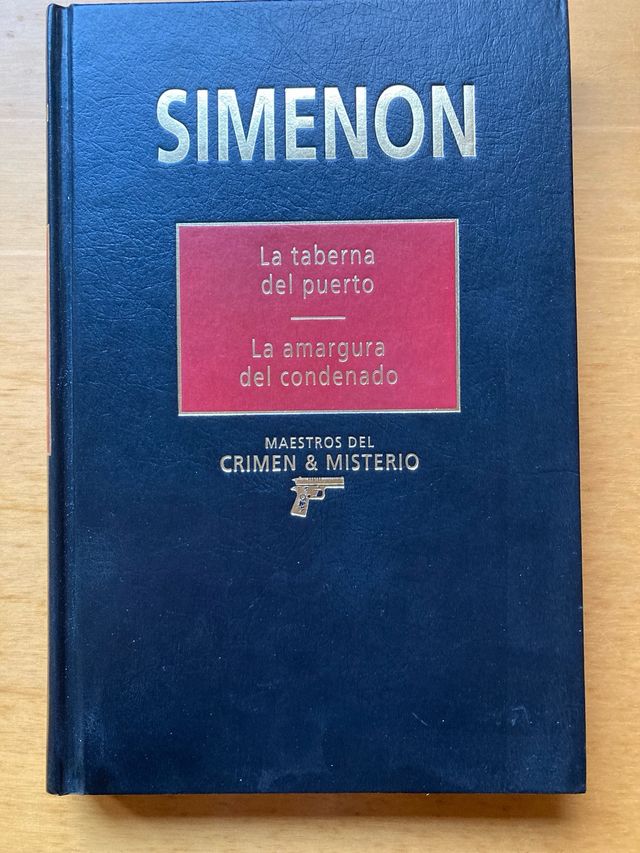 SIMENON
La taberna
del puerto
La amargura
del condenado
MAESTROS DEL
CRIMEN & MISTERIO